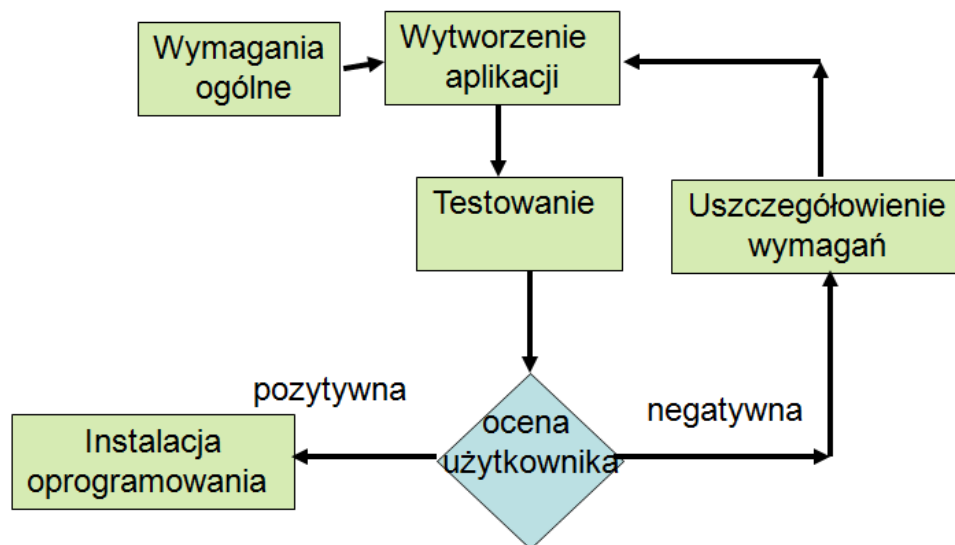 Wymagania
ogólne
Wytworzenie
aplikacji
Testowanie
Uszczegółowienie
wymagań
pozytywna
negatywna
ocena
użytkownika
Instalacja
oprogramowania